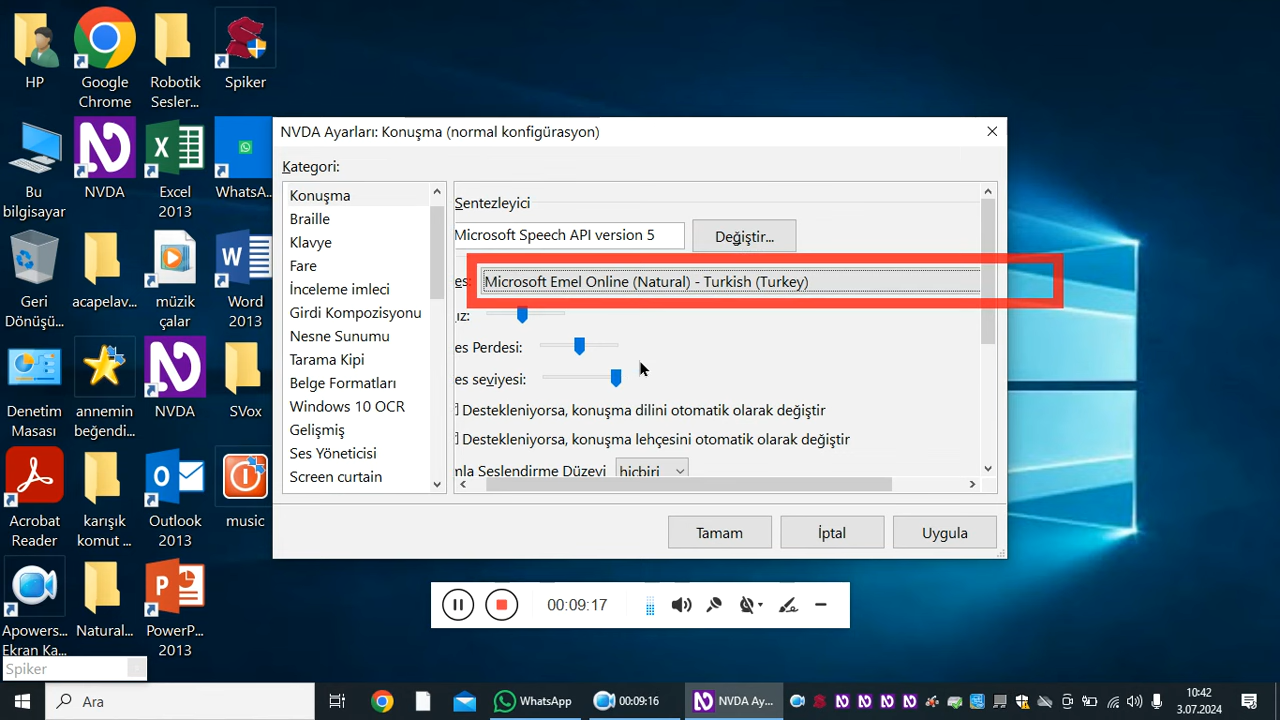 HP
Google
Chrome
Robotik
Sesler...
Spiker
Bu
bilgisayar
NVDA
Excel
2013
WhatsA...
Geri
Dönüşü...
acapelav...
müzik
çalar
Word
2013
Denetim
Masası
annemin
beğendi...
NVDA
SVox
Acrobat
Reader
karışık
komut ...
Outlook
2013
music
Apowers...
Ekran Ka...
Natural...
PowerP...
2013
NVDA Ayarları: Konuşma (normal konfigürasyon)
Kategori:
Konuşma
Braille
Klavye
Fare
İnceleme imleci
Girdi Kompozisyonu
Nesne Sunumu
Tarama Kipi
Belge Formatları
Windows 10 OCR
Gelişmiş
Ses Yöneticisi
Screen curtain
Sentezleyici
Microsoft Speech API version 5
Değiştir...
es:
Microsoft Emel Online (Natural) - Turkish (Turkey)
ız:
es Perdesi:
es seviyesi:
Destekleniyorsa, konuşma dilini otomatik olarak değiştir
Destekleniyorsa, konuşma lehçesini otomatik olarak değiştir
mla Seslendirme Düzeyi
hiçbiri
Tamam
İptal
Uygula
00:09:17
Spiker
Ara
WhatsApp
00:09:16
NVDA Ay...
10:42
3.07.2024